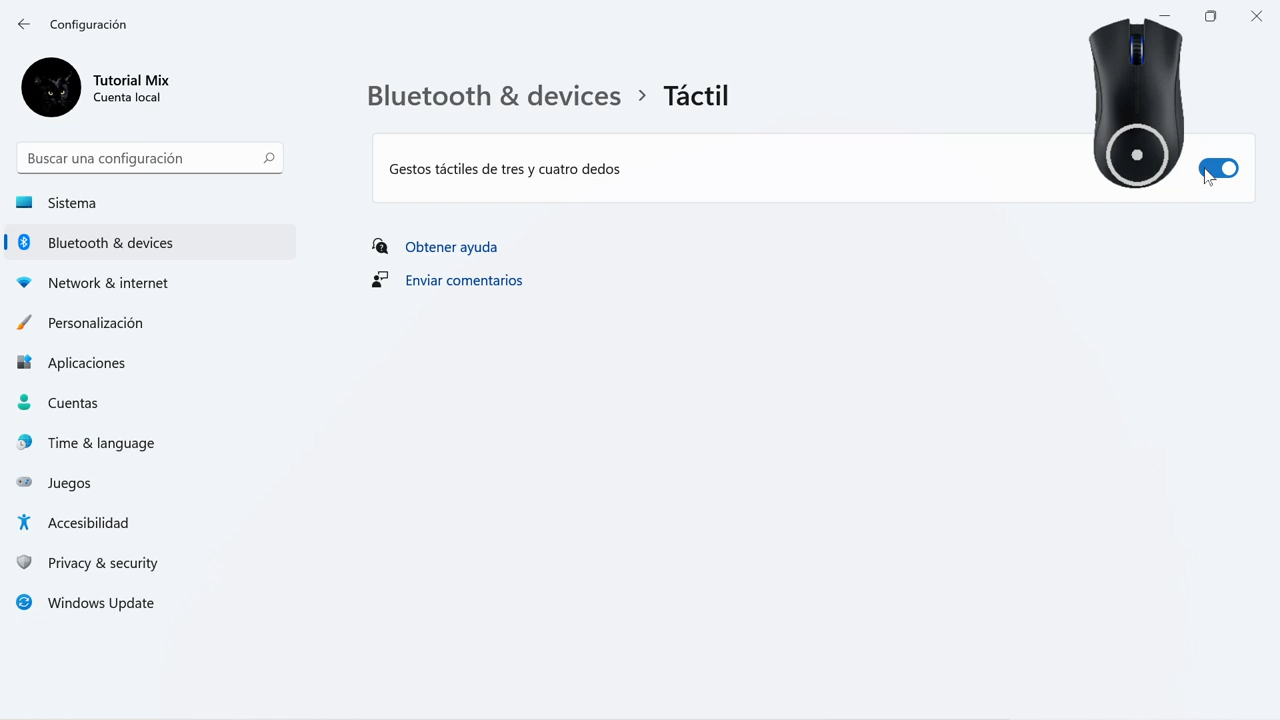 Configuración
Tutorial Mix
Cuenta local
Buscar una configuración
Sistema
Bluetooth & devices
Network & internet
Personalización
Aplicaciones
Cuentas
Time & language
Juegos
Accesibilidad
Privacy & security
Windows Update
Bluetooth & devices > Táctil
Gestos táctiles de tres y cuatro dedos
Obtener ayuda
Enviar comentarios